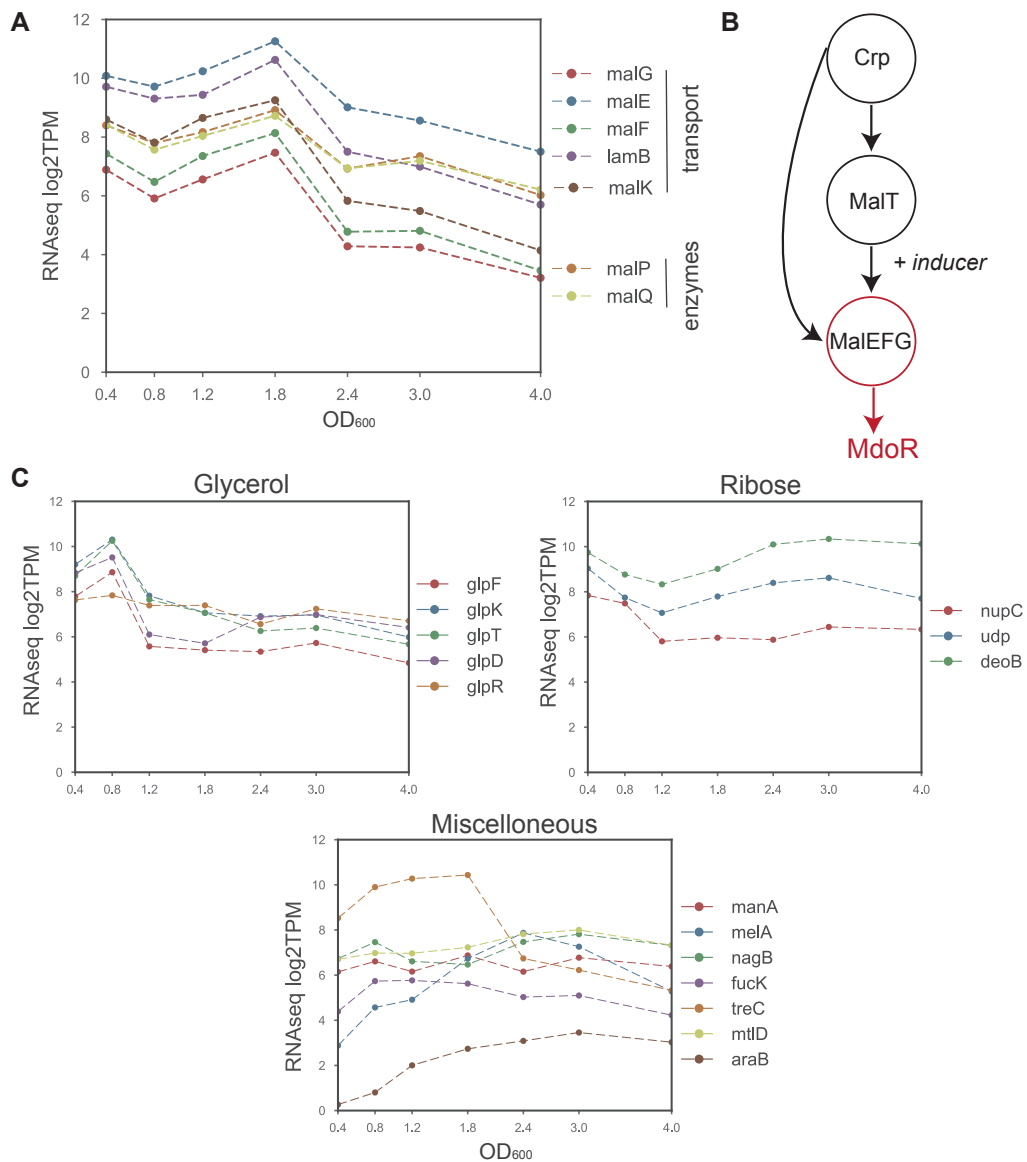 A
RNAseq log2TPM
12
10
8
6
4
2
0
0.4 0.8 1.2 1.8 2.4 3.0 4.0
OD600
malG
malE
malF
lamB
malK
transport
malP
malQ
enzymes
B
Crp
MalT
+ inducer
MalEFG
MdoR
C
Glycerol
RNAseq log2TPM
12
10
8
6
4
2
0
0.4 0.8 1.2 1.8 2.4 3.0 4.0
glpF
glpK
glpT
glpD
glpR
Ribose
RNAseq log2TPM
12
10
8
6
4
2
0
0.4 0.8 1.2 1.8 2.4 3.0 4.0
nupC
udp
deoB
Miscelloneous
RNAseq log2TPM
12
10
8
6
4
2
0
0.4 0.8 1.2 1.8 2.4 3.0 4.0
OD600
manA
melA
nagB
fucK
treC
mtlD
araB